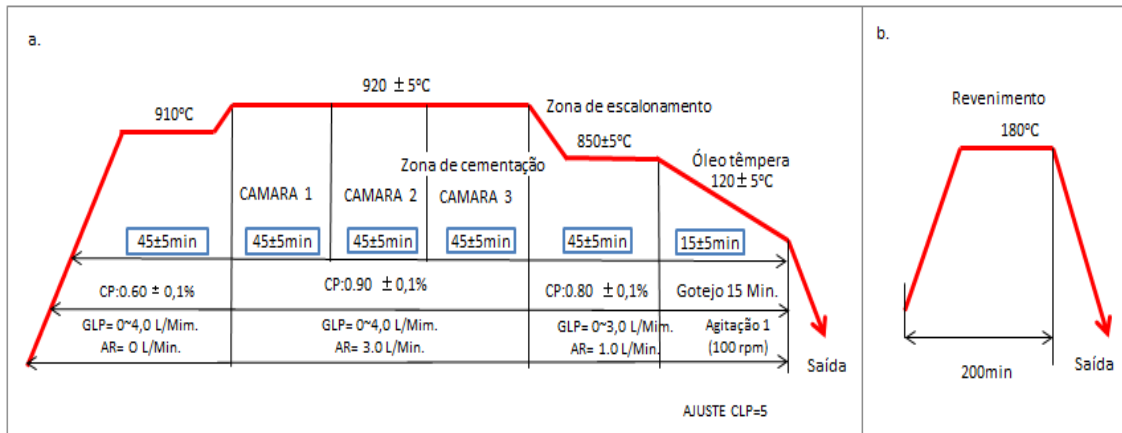 a.
910ºC
920 ± 5ºC
Zona de escalonamento
850±5ºC
Zona de cementação
Óleo têmpera
120 ± 5ºC
CAMARA 1
CAMARA 2
CAMARA 3
45±5min
45±5min
45±5min
45±5min
45±5min
15±5min
CP:0.60 ± 0,1%
CP:0.90 ± 0,1%
CP:0.80 ± 0,1%
Gotejo 15 Min.
GLP= 0~4,0 L/Mim.
AR= 0 L/Min.
GLP= 0~4,0 L/Mim.
AR= 3.0 L/Min.
GLP= 0~3,0 L/Mim.
AR= 1.0 L/Min.
Agitação 1
(100 rpm)
Saída
AJUSTE CLP=5
b.
Revenimento
180ºC
200min
Saída